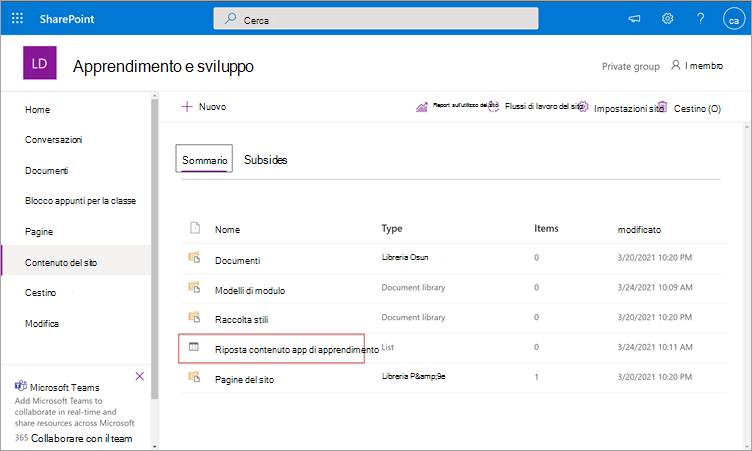 SharePoint
Cerca
ca
LD
Apprendimento e sviluppo
Private group
I membro
Home
Conversazioni
Documenti
Blocco appunti per la classe
Pagine
Contenuto del sito
Cestino
Modifica
Nuovo
Report sull'utilizzo del sito
Flussi di lavoro del sito
Impostazioni sito
Cestino (O)
Sommario
Subsides
Nome
Type
Items
modificato
Documenti
Libreria Osun
0
3/20/2021 10:20 PM
Modelli di modulo
Document library
0
3/24/2021 10:09 AM
Raccolta stili
Document library
0
3/20/2021 10:20 PM
Riposta contenuto app di apprendimento
List
0
3/24/2021 10:11 AM
Pagine del sito
Libreria P&amp;9e
1
3/20/2021 10:20 PM
Microsoft Teams
Add Microsoft Teams to
collaborate in real-time and
share resources across Microsoft
365 Collaborare con il team